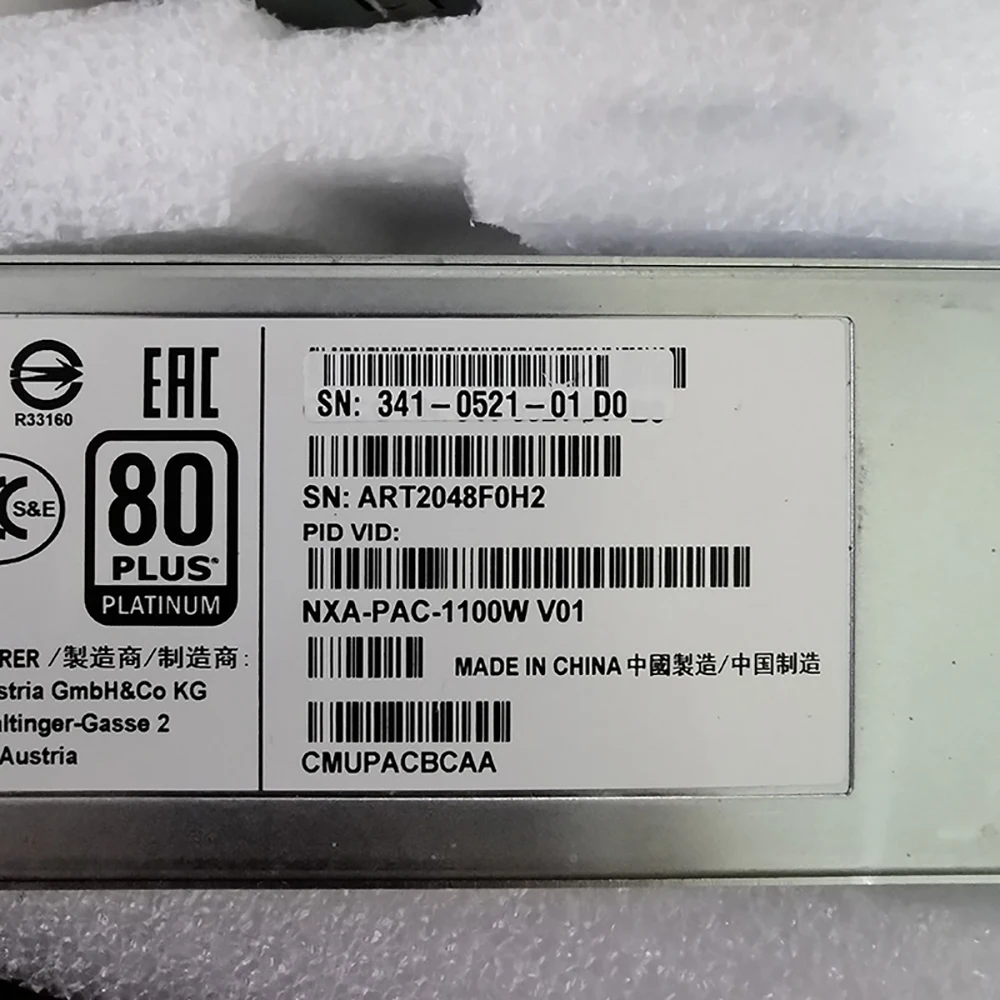 R33160
EAC
S&E
80
PLUS
PLATINUM
RER /製造商/制造商:
stria GmbH&Co KG
altinger-Gasse 2
Austria
SN: 341-0521-01 D0
SN: ART2048F0H2
PID VID:
NXA-PAC-1100W V01
MADE IN CHINA 中國製造/中国制造
CMUPACBCAA